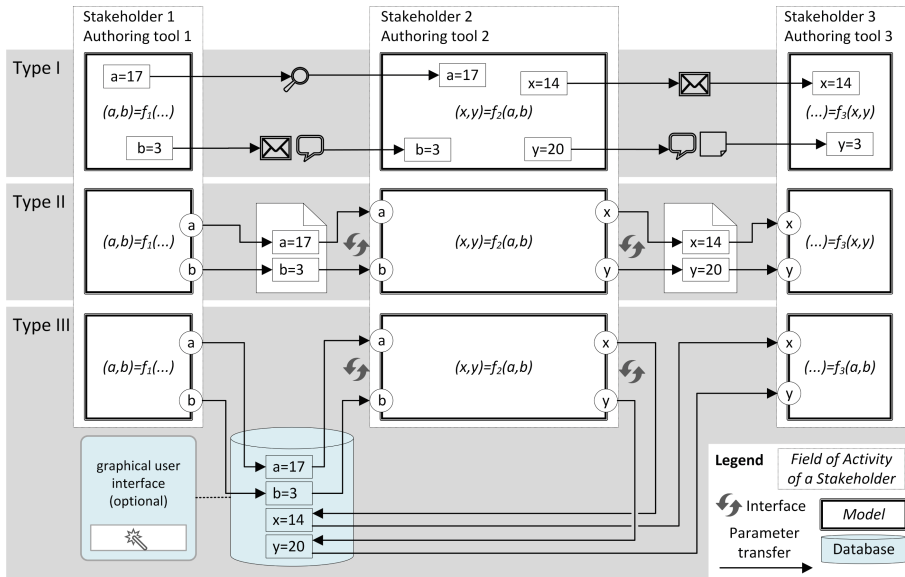 Stakeholder 1
Authoring tool 1
Stakeholder 2
Authoring tool 2
Stakeholder 3
Authoring tool 3
Type I
a=17
(a,b)=f₁(...)
b=3
a=17
x=14
(x,y)=f₂(a,b)
b=3
y=20
x=14
(...)=f₃(x,y)
y=3
Type II
(a,b)=f₁(...)
a
b
a=17
b=3
a
b
(x,y)=f₂(a,b)
x
y
x=14
y=20
x
y
(...)=f₃(x,y)
Type III
(a,b)=f₁(...)
a
b
a
b
(x,y)=f₂(a,b)
x
y
x
y
(...)=f₃(a,b)
graphical user
interface
(optional)
a=17
b=3
x=14
y=20
Legend
Field of Activity
of a Stakeholder
Interface
Model
Parameter
transfer
Database